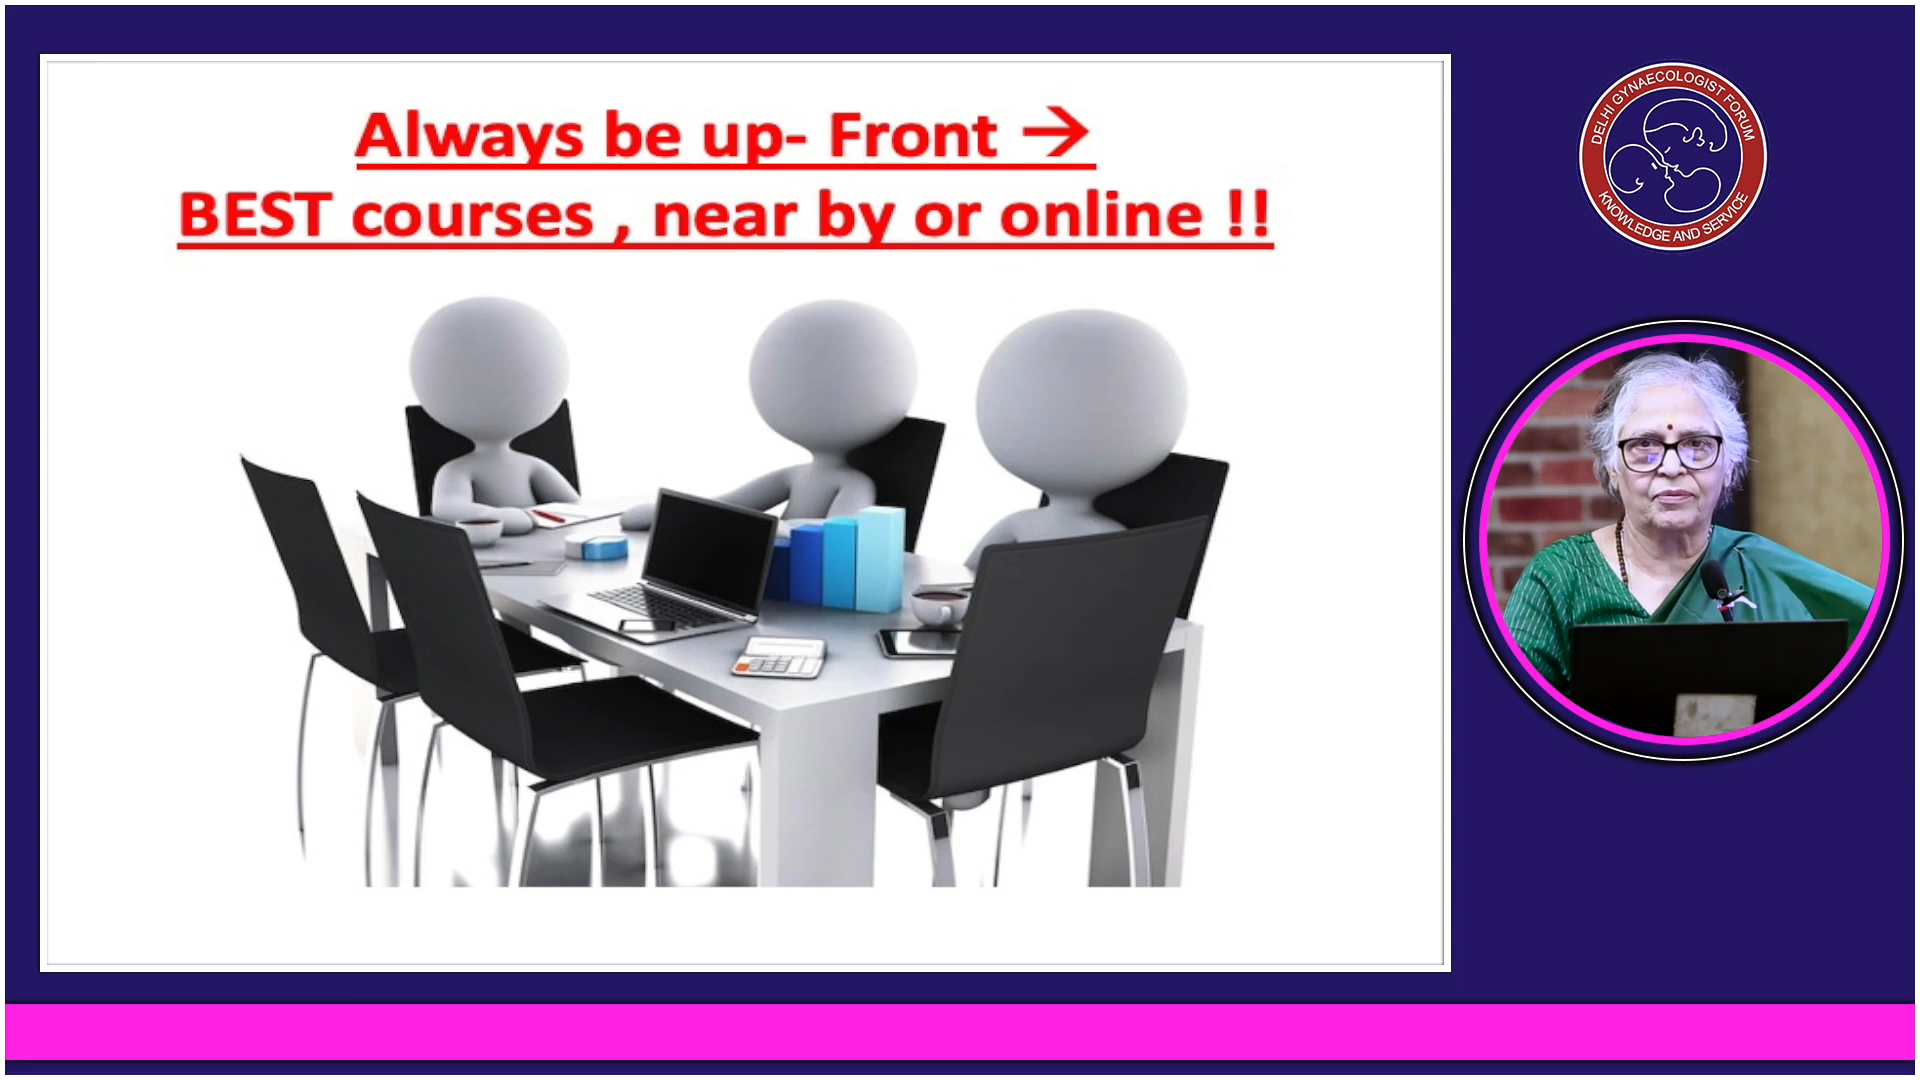 Always be up- Front →
BEST courses , near by or online !!
DELHI GYNAECOLOGIST FORUM
KNOWLEDGE AND SERVICE